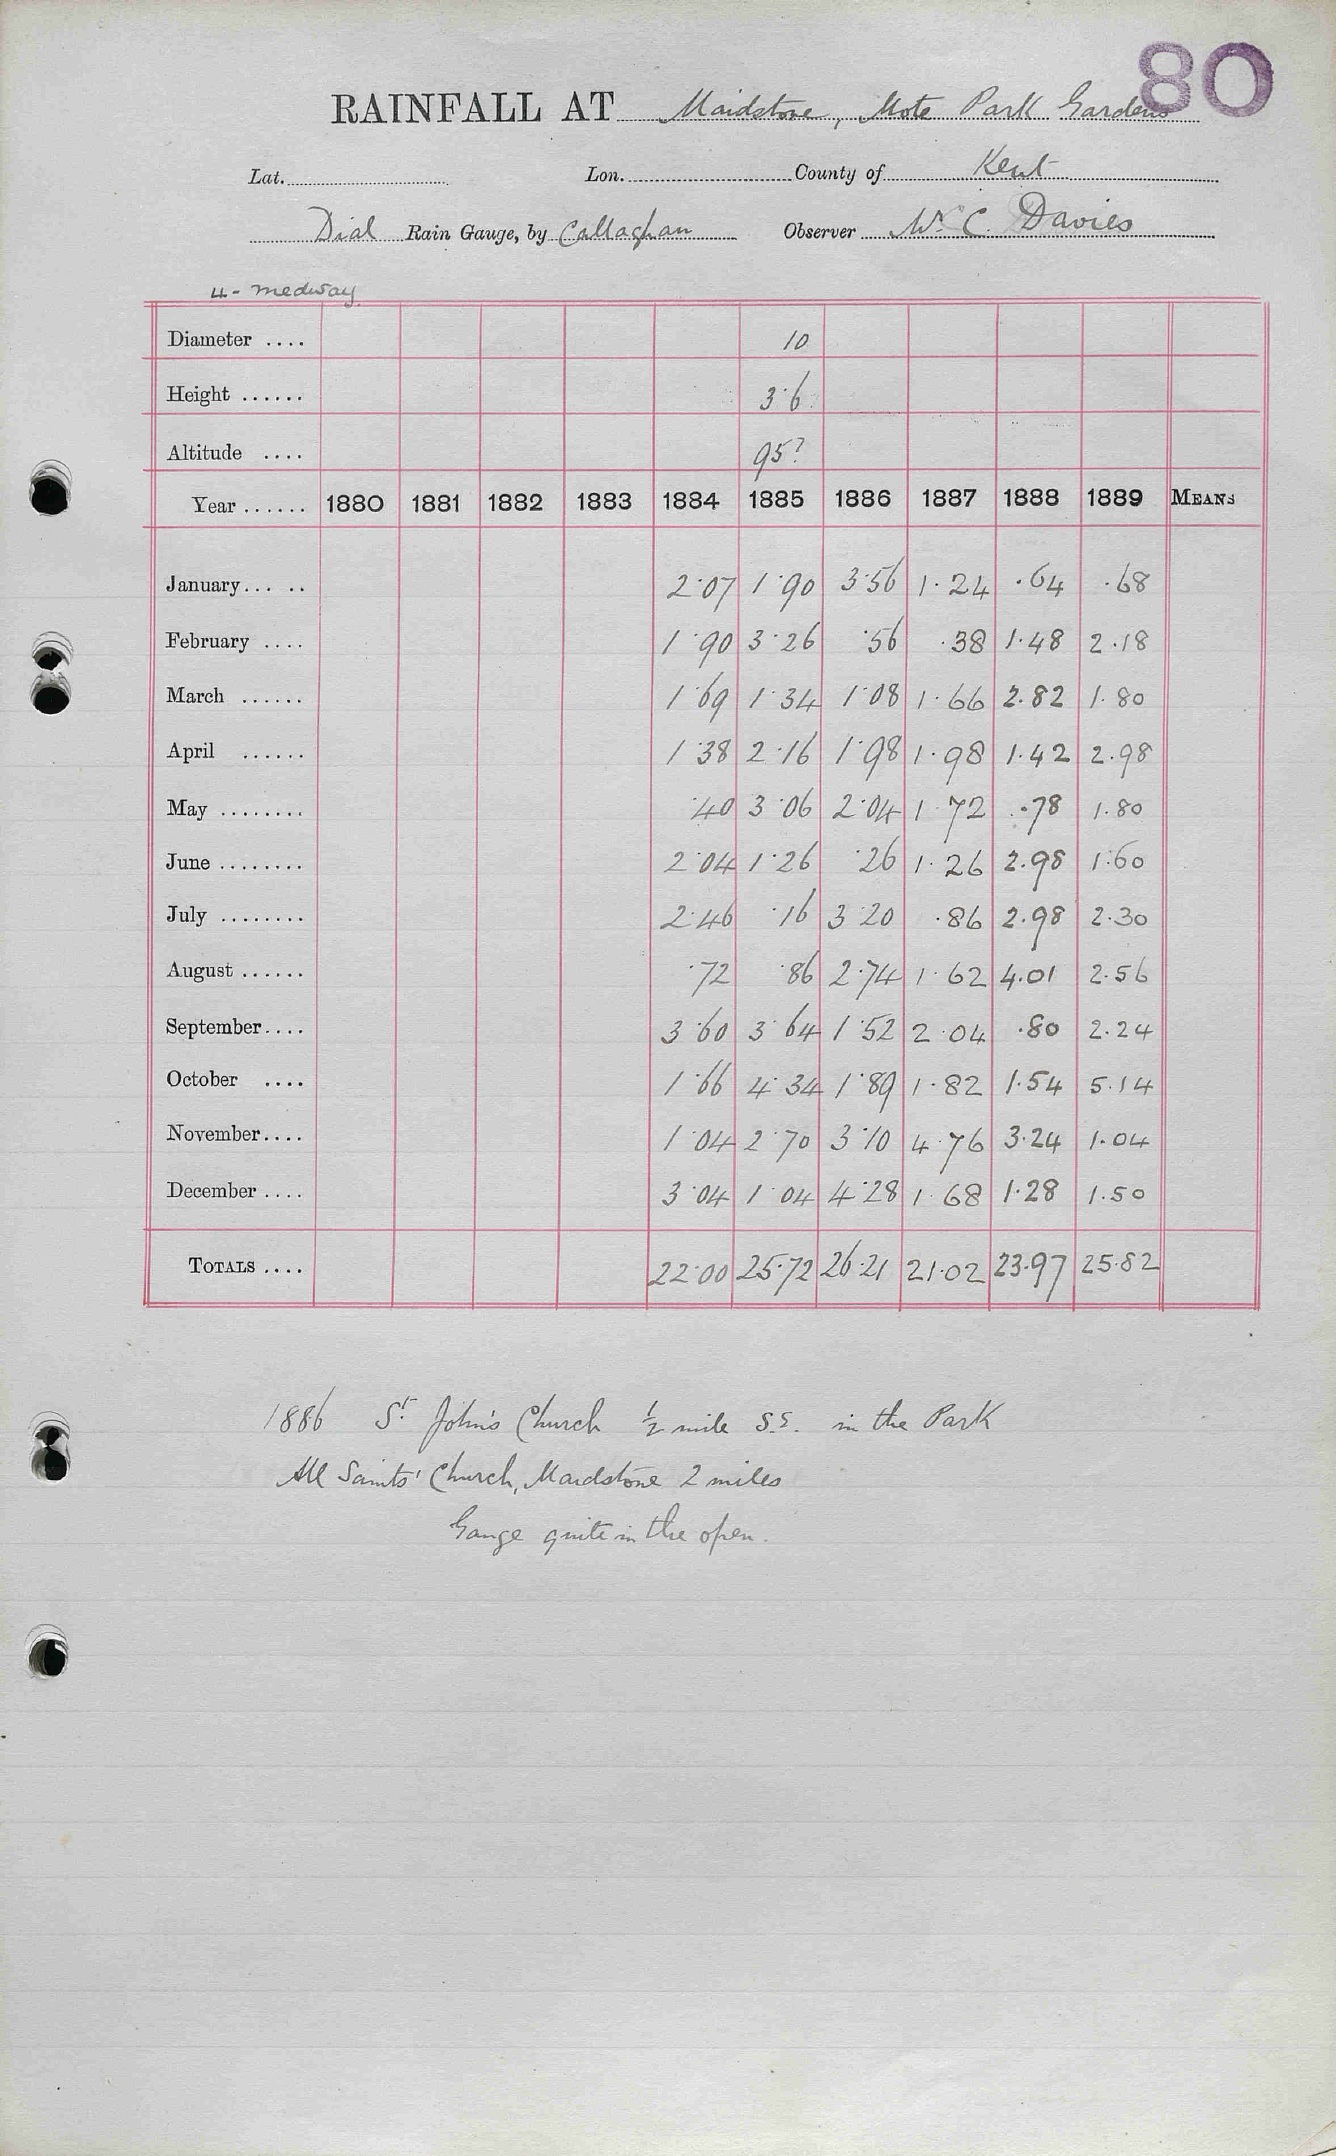 80
RAINFALL AT Maidstone, Mote Park Gardens
Lat. Lon. County of Kent
Dial Rain Gauge, by Callaghan Observer Mr. C. Davies
4 - Medway
Diameter .... 10
Height ...... 3·6
Altitude .... 95?
Year ...... 1880 1881 1882 1883 1884 1885 1886 1887 1888 1889 MEANS
January... .. 2·07 1·90 3·56 1·24 ·64 ·68
February .... 1·90 3·26 ·56 ·38 1·48 2·18
March ...... 1·69 1·34 1·08 1·66 2.82 1.80
April ...... 1·38 2·16 1·98 1·98 1.42 2.98
May ........ ·40 3·06 2·04 1·72 .78 1.80
June ........ 2·04 1·26 ·26 1·26 2.98 1.60
July ........ 2·46 ·16 3·20 ·86 2.98 2.30
August ...... ·72 ·86 2·74 1·62 4.01 2.56
September.... 3·60 3·64 1·52 2·04 ·80 2.24
October .... 1·66 4·34 1·89 1·82 1.54 5.14
November.... 1·04 2·70 3·10 4·76 3.24 1.04
December .... 3·04 1·04 4·28 1·68 1·28 1.50
TOTALS .... 22·00 25·72 26·21 21·02 23·97 25·82
1886 St. John's Church ½ mile S.E. in the Park
All Saints' Church, Maidstone 2 miles
Gauge quite in the open.